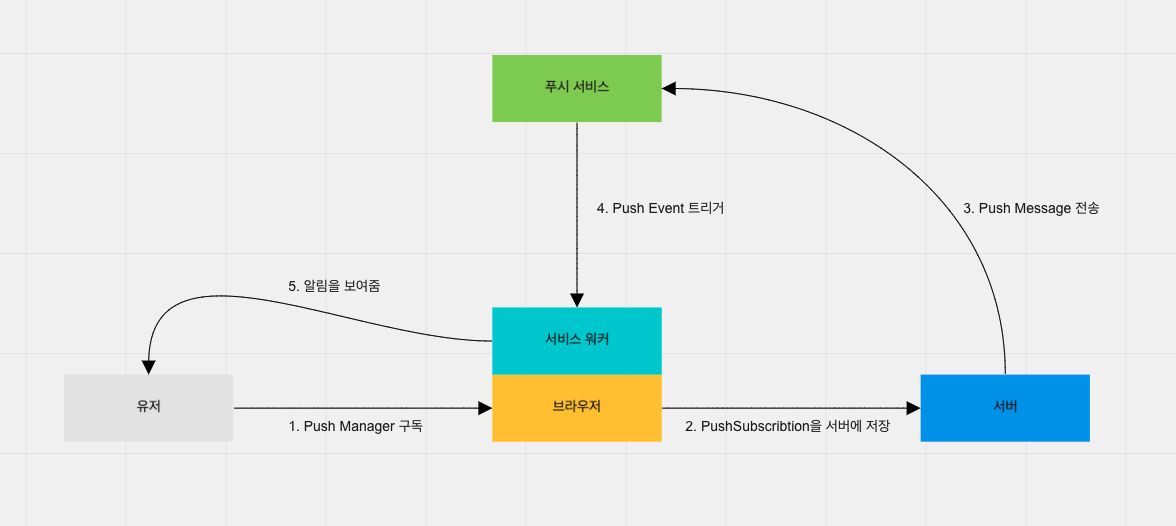 푸시 서비스
4. Push Event 트리거
3. Push Message 전송
5. 알림을 보여줌
서비스 워커
유저
브라우저
서버
1. Push Manager 구독
2. PushSubscribtion을 서버에 저장